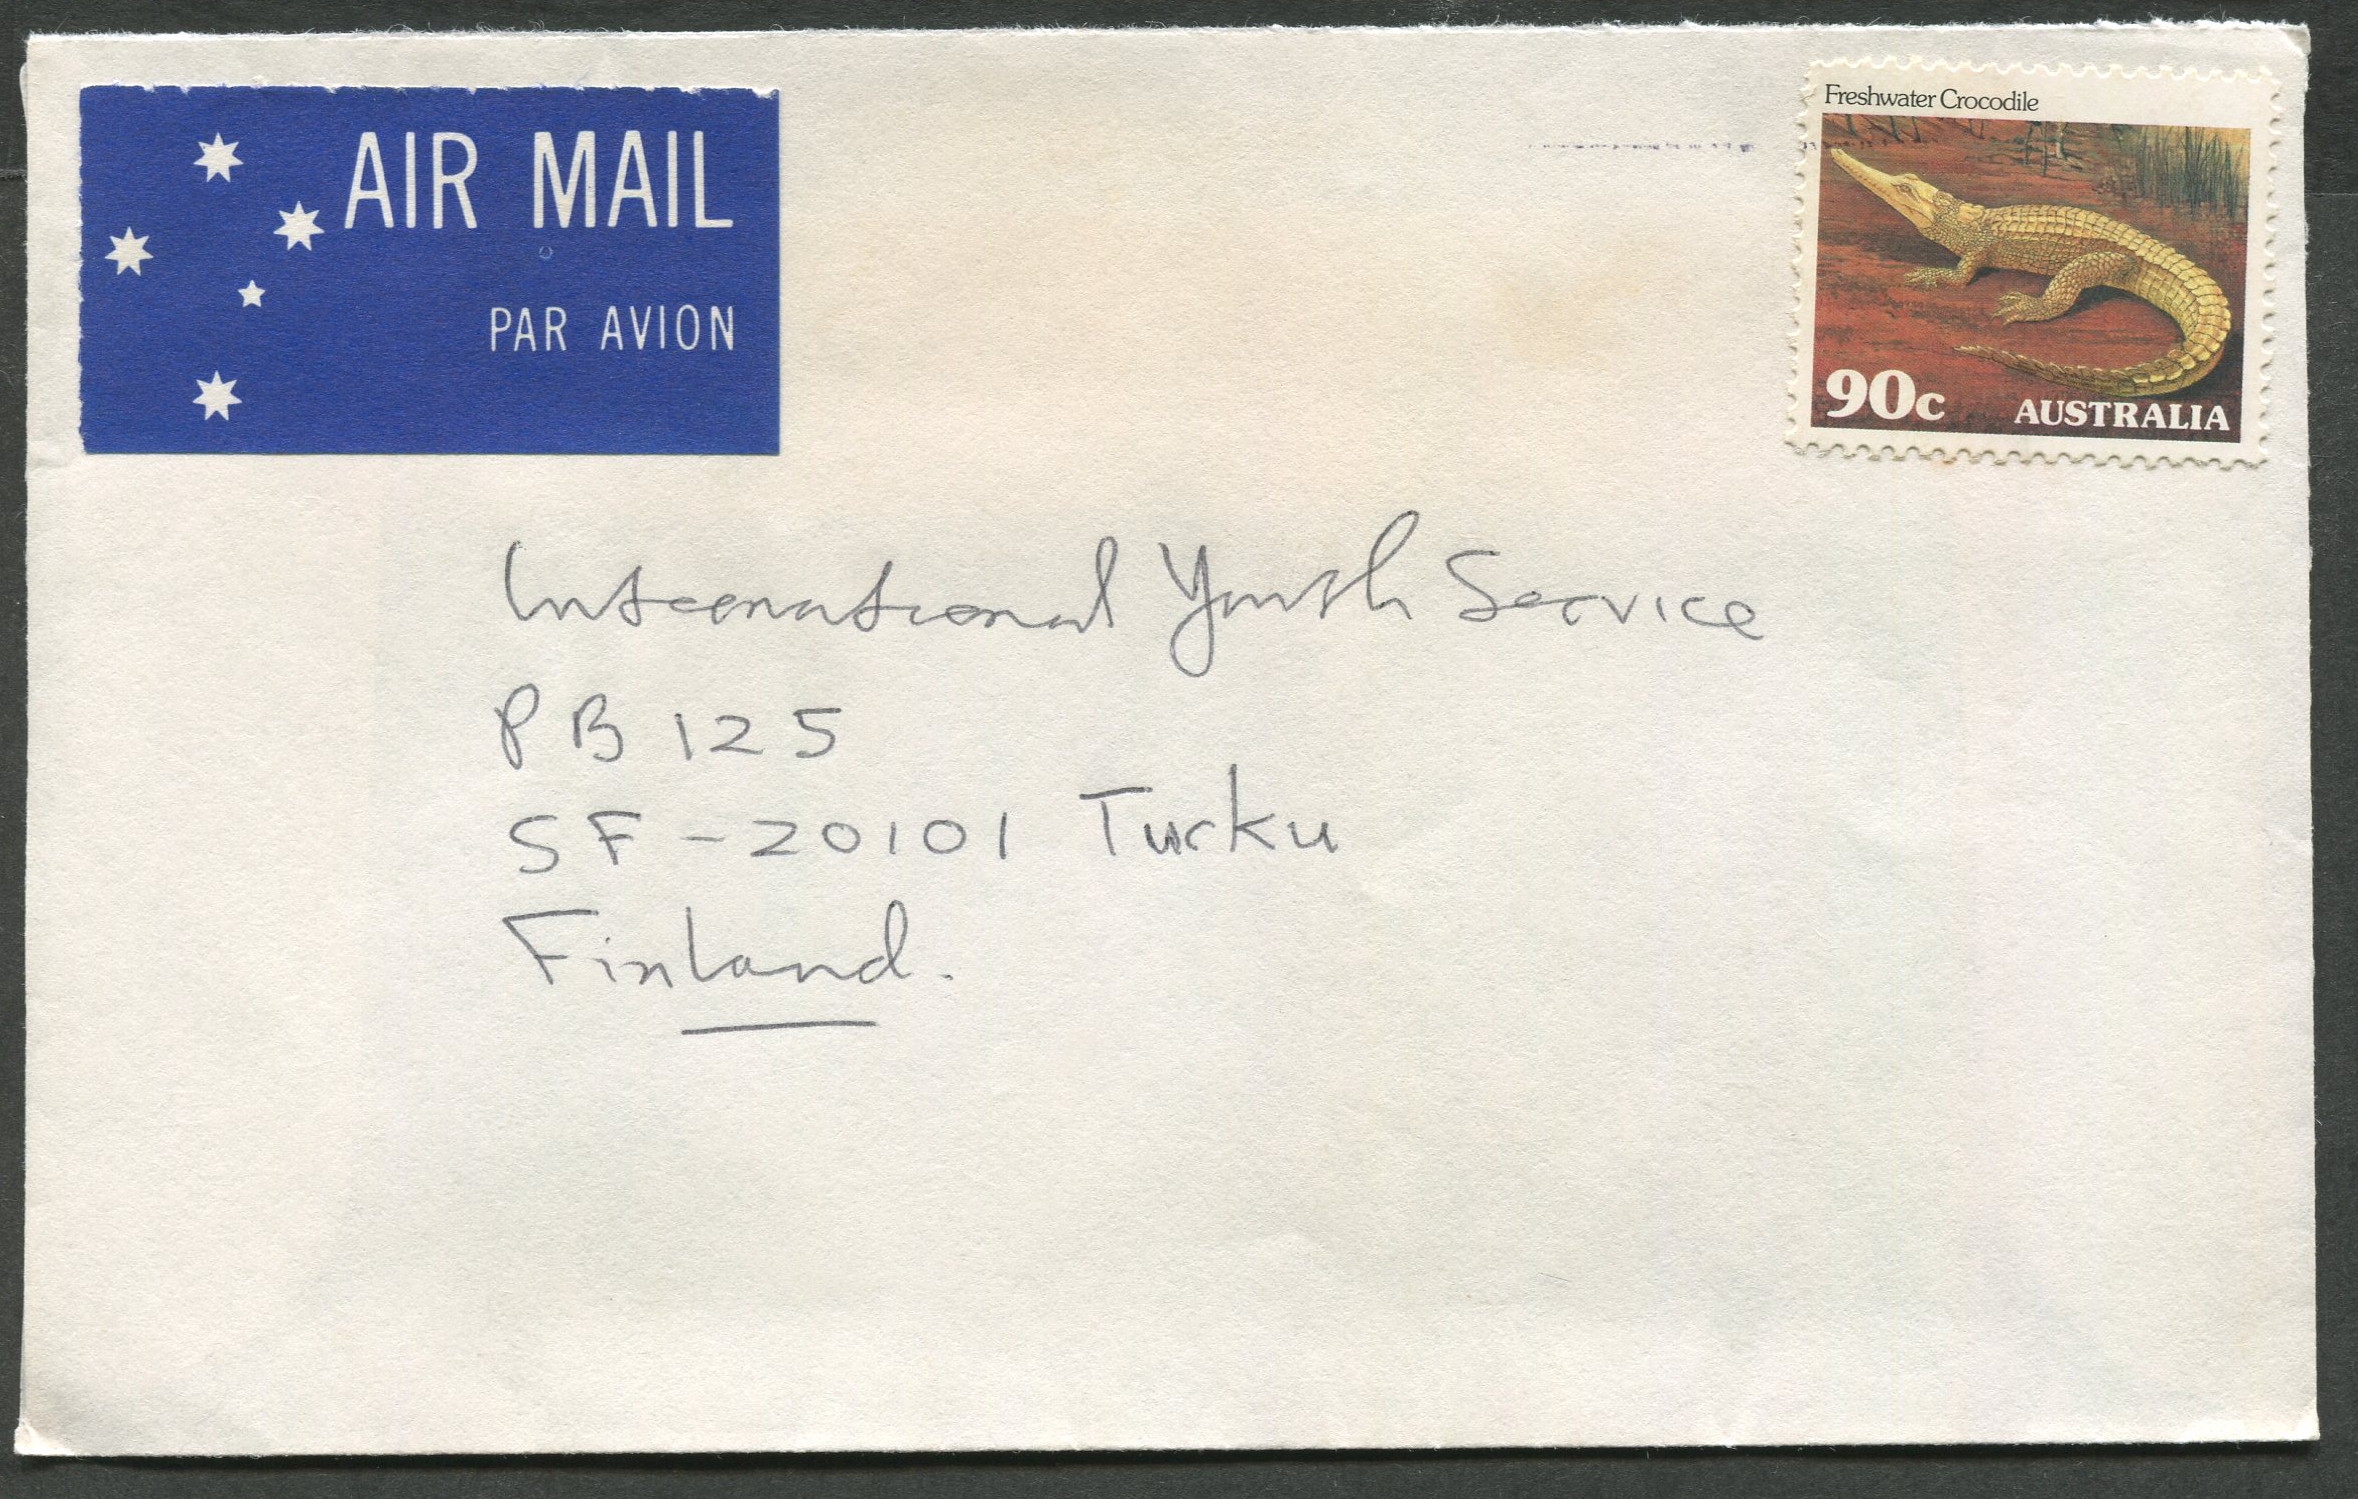 AIR MAIL
PAR AVION
Freshwater Crocodile
90c AUSTRALIA
International Youth Service
PB 125
SF-20101 Turku
Finland.